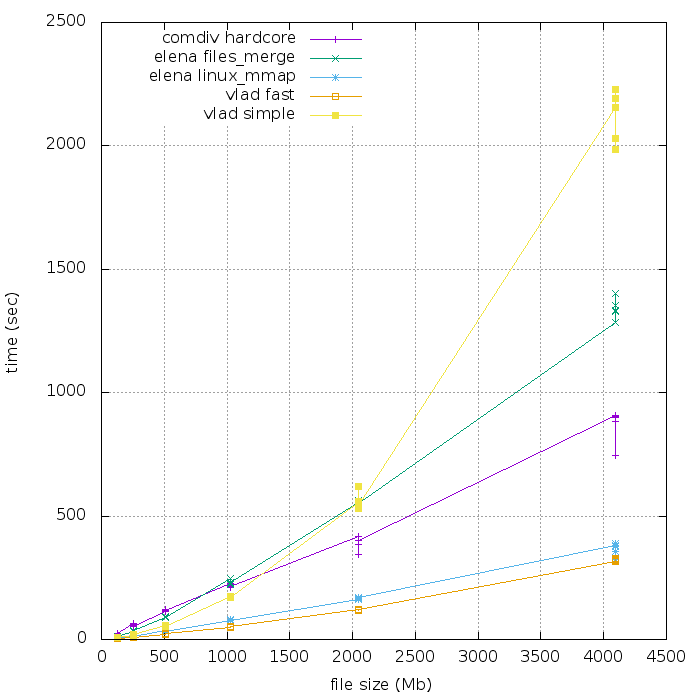 comdiv hardcore
elena files_merge
elena linux_mmap
vlad fast
vlad simple
2500
2000
1500
1000
500
0
time (sec)
0 500 1000 1500 2000 2500 3000 3500 4000 4500
file size (Mb)